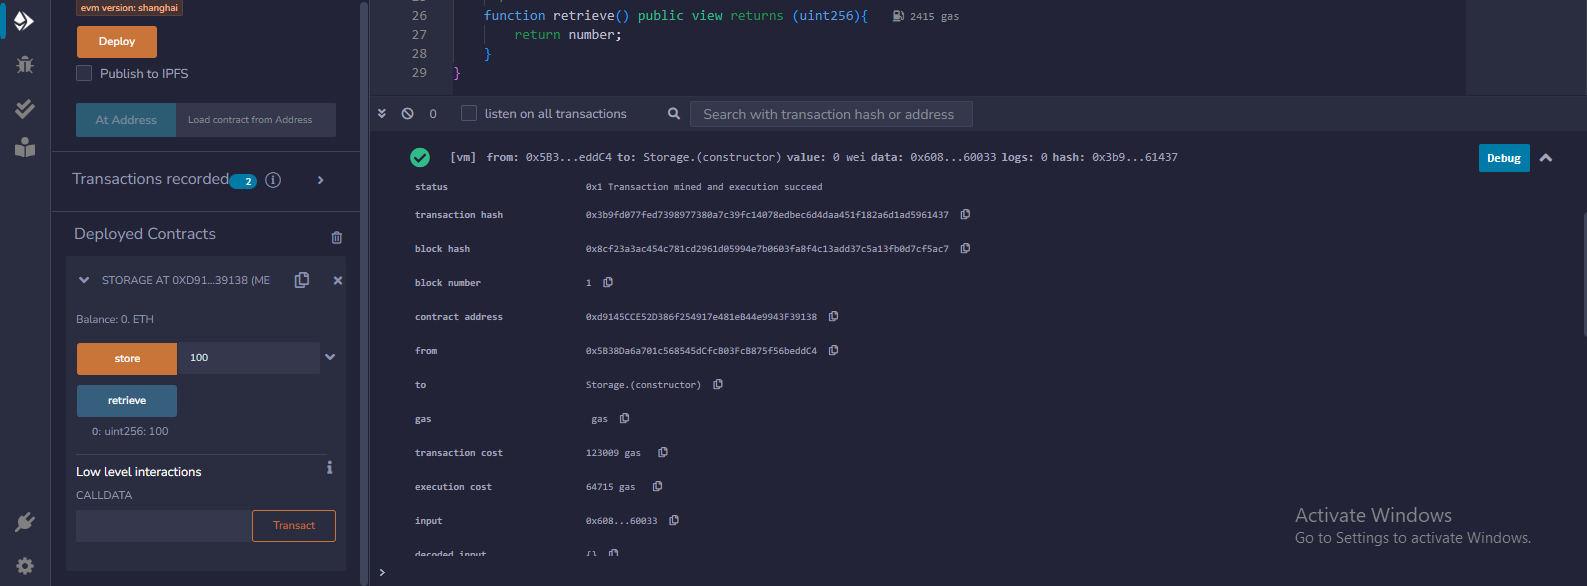 evm version: shanghai
Deploy
Publish to IPFS
At Address
Load contract from Address
Transactions recorded 2 i
Deployed Contracts
STORAGE AT 0XD91...39138 (ME
Balance: 0. ETH
store
100
retrieve
0: uint256: 100
Low level interactions
i
CALLDATA
Transact
26 function retrieve() public view returns (uint256){ 2415 gas
27 return number;
28 }
29 }
0
listen on all transactions
Search with transaction hash or address
[vm] from: 0x5B3...eddC4 to: Storage.(constructor) value: 0 wei data: 0x608...60033 logs: 0 hash: 0x3b9...61437
Debug
status 0x1 Transaction mined and execution succeed
transaction hash 0x3b9fd077fed7398977380a7c39fc14078edbec6d4daa451f182a6d1ad5961437
block hash 0x8cf23a3ac454c781cd2961d05994e7b0603fa8f4c13add37c5a13fb0d7cf5ac7
block number 1
contract address 0xd9145CCE52D386f254917e481eB44e9943F39138
from 0x5B38Da6a701c568545dCfcB03FcB875f56beddC4
to Storage.(constructor)
gas gas
transaction cost 123009 gas
execution cost 64715 gas
input 0x608...60033
decoded input {}
>
Activate Windows
Go to Settings to activate Windows.